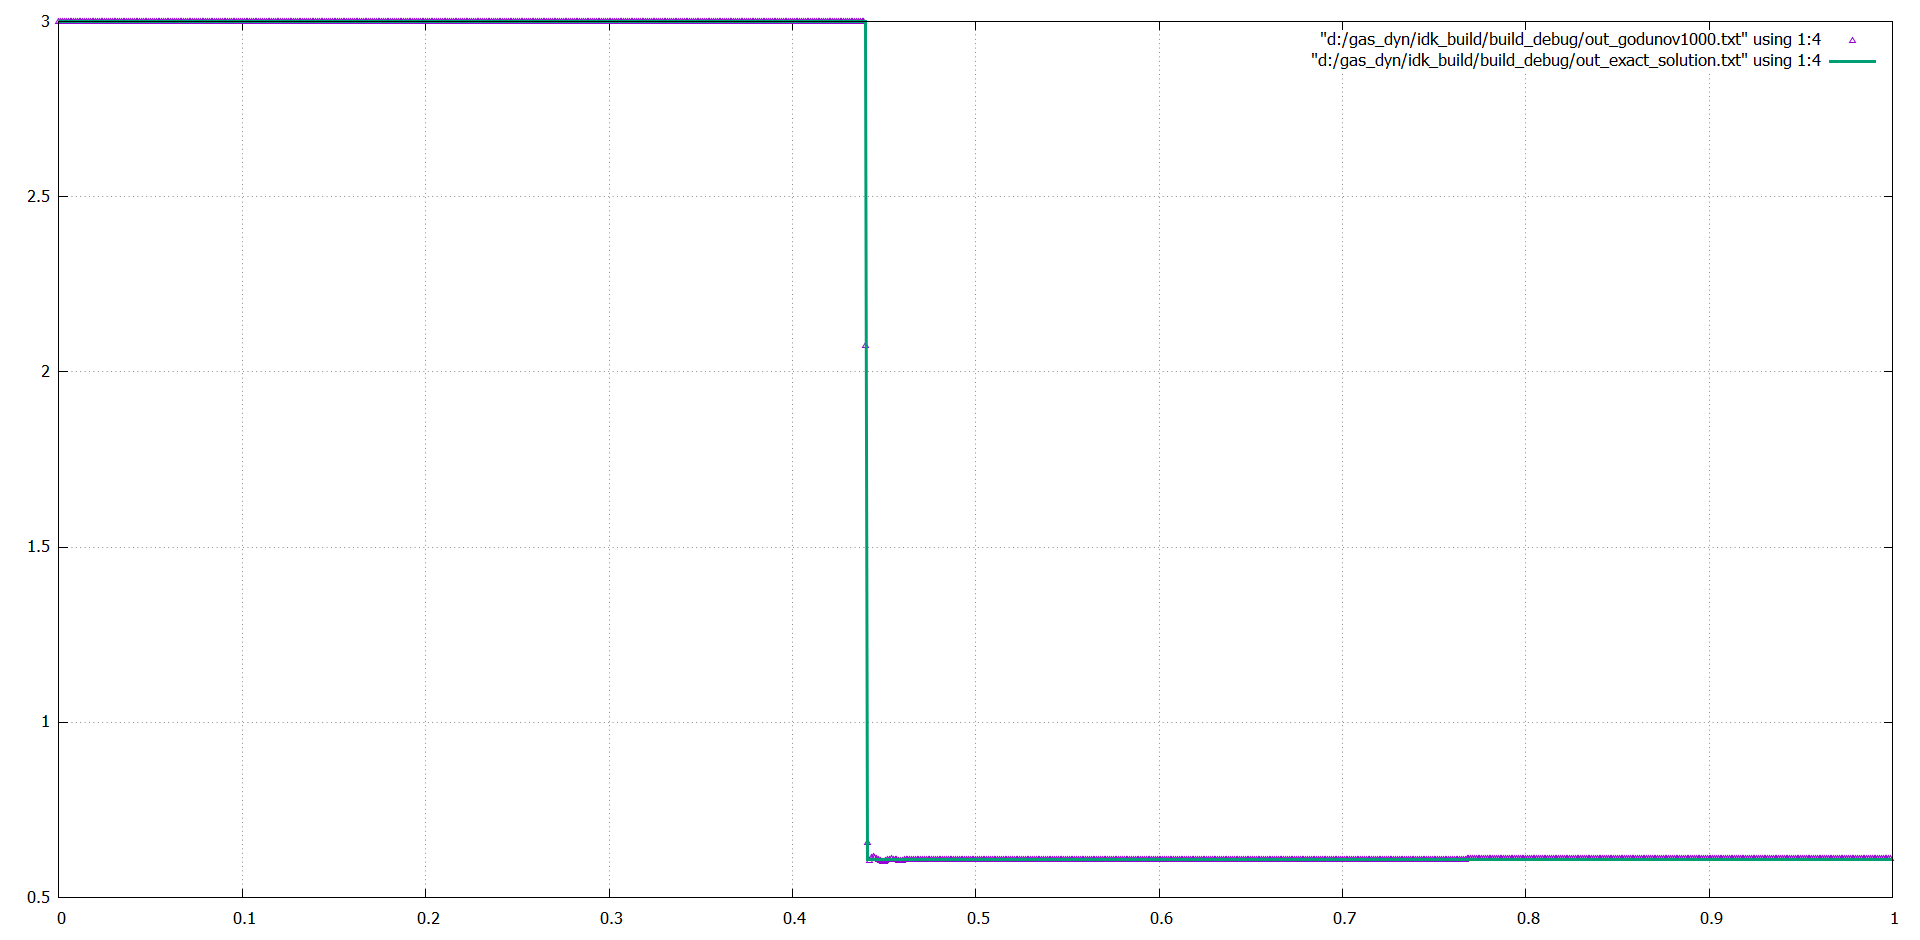 3
"d:/gas_dyn/idk_build/build_debug/out_godunov1000.txt" using 1:4
"d:/gas_dyn/idk_build/build_debug/out_exact_solution.txt" using 1:4
2.5
2
1.5
1
0.5
0 0.1 0.2 0.3 0.4 0.5 0.6 0.7 0.8 0.9 1